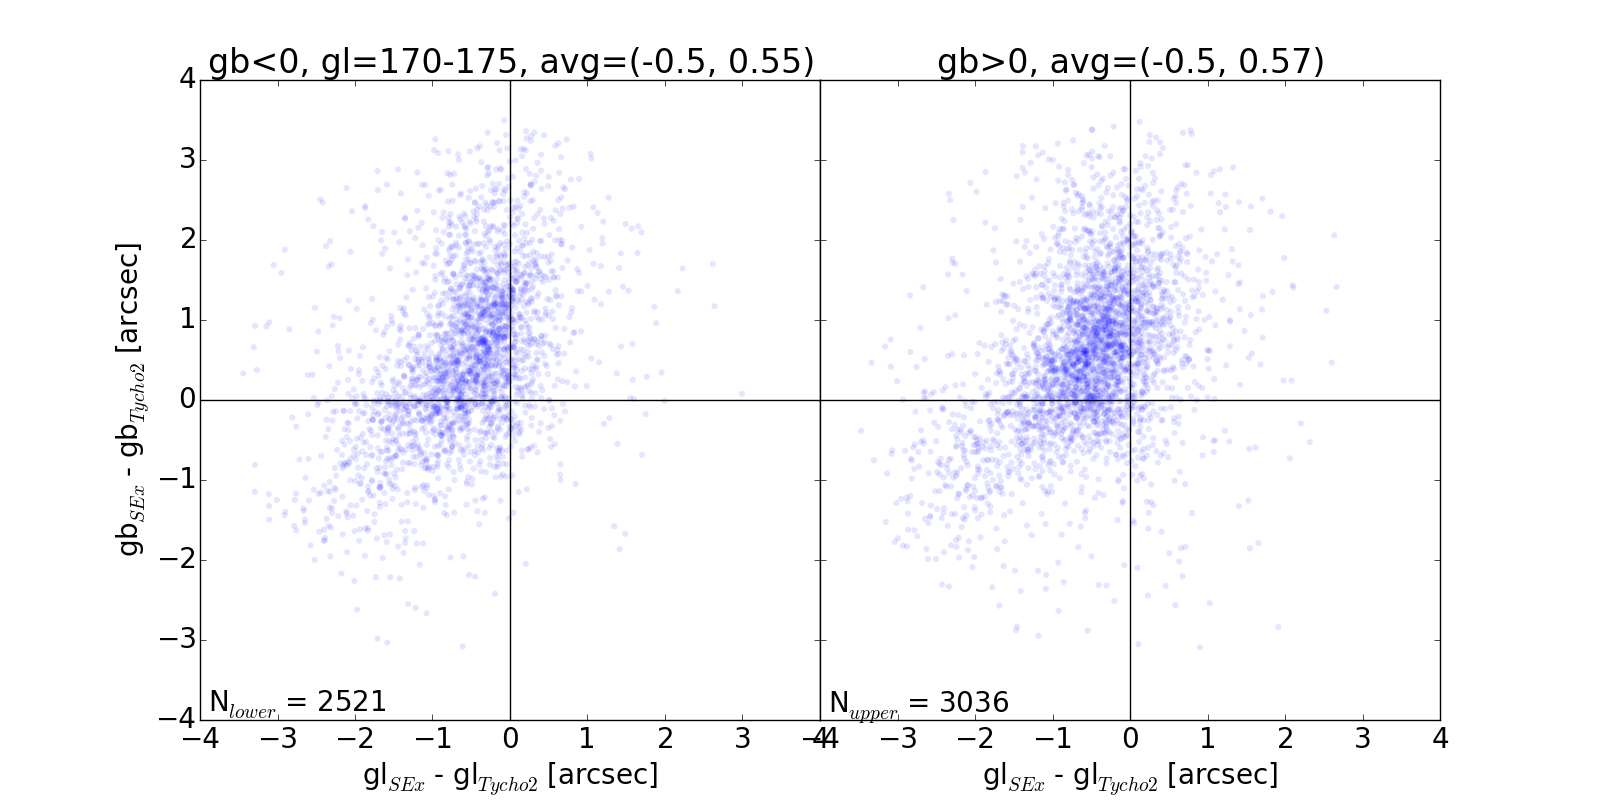 gb<0, gl=170-175, avg=(-0.5, 0.55)
gb>0, avg=(-0.5, 0.57)
4
3
2
1
0
−1
−2
−3
−4
gb_SEx - gb_Tycho2 [arcsec]
N_lower = 2521
N_upper = 3036
−4 −3 −2 −1 0 1 2 3 4
−4 −3 −2 −1 0 1 2 3 4
gl_SEx - gl_Tycho2 [arcsec]
gl_SEx - gl_Tycho2 [arcsec]